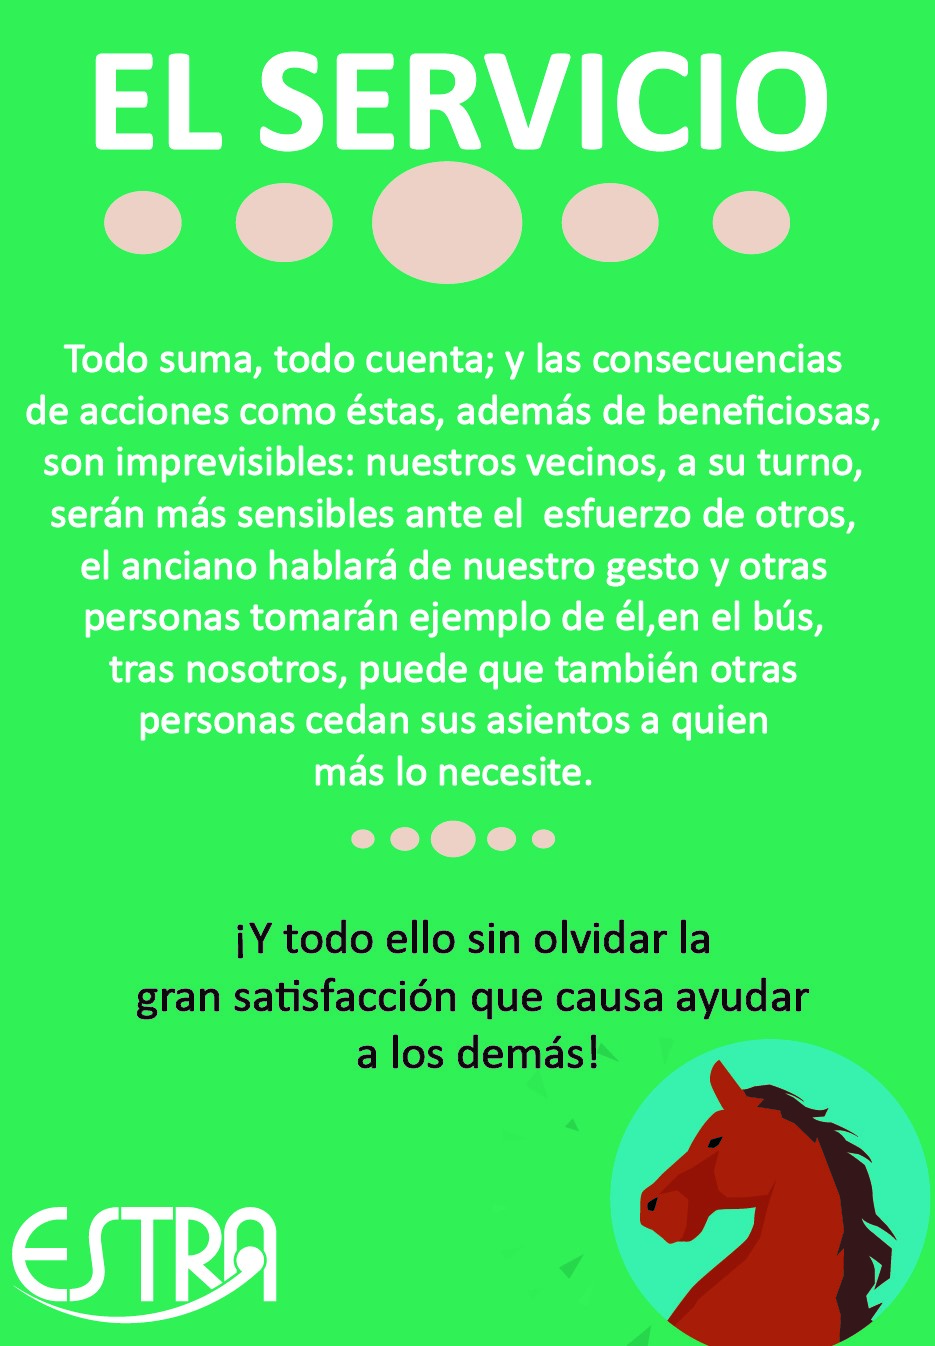 EL SERVICIO
Todo suma, todo cuenta; y las consecuencias
de acciones como éstas, además de beneficiosas,
son imprevisibles: nuestros vecinos, a su turno,
serán más sensibles ante el  esfuerzo de otros,
el anciano hablará de nuestro gesto y otras
personas tomarán ejemplo de él,en el bús,
tras nosotros, puede que también otras
personas cedan sus asientos a quien
más lo necesite.
¡Y todo ello sin olvidar la
gran satisfacción que causa ayudar
a los demás!
ESTRA